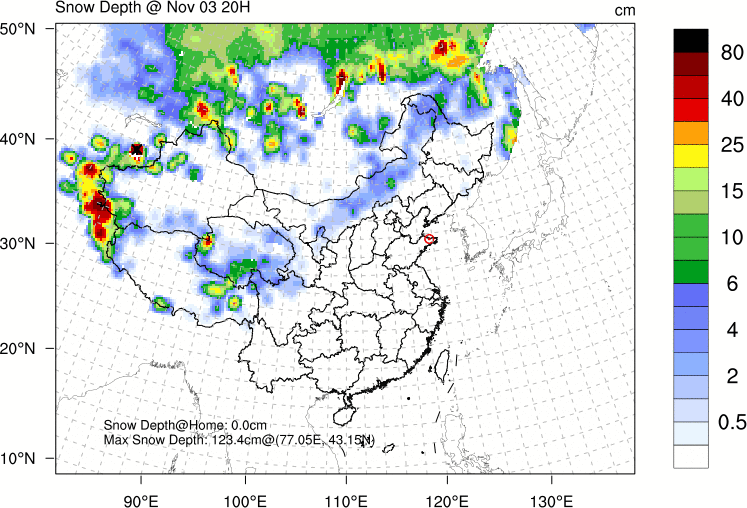 Snow Depth @ Nov 03 20H
cm
50°N
40°N
30°N
20°N
10°N
90°E
100°E
110°E
120°E
130°E
80
40
25
15
10
6
4
2
0.5
Snow Depth@Home: 0.0cm
Max Snow Depth: 123.4cm@(77.05E, 43.15N)